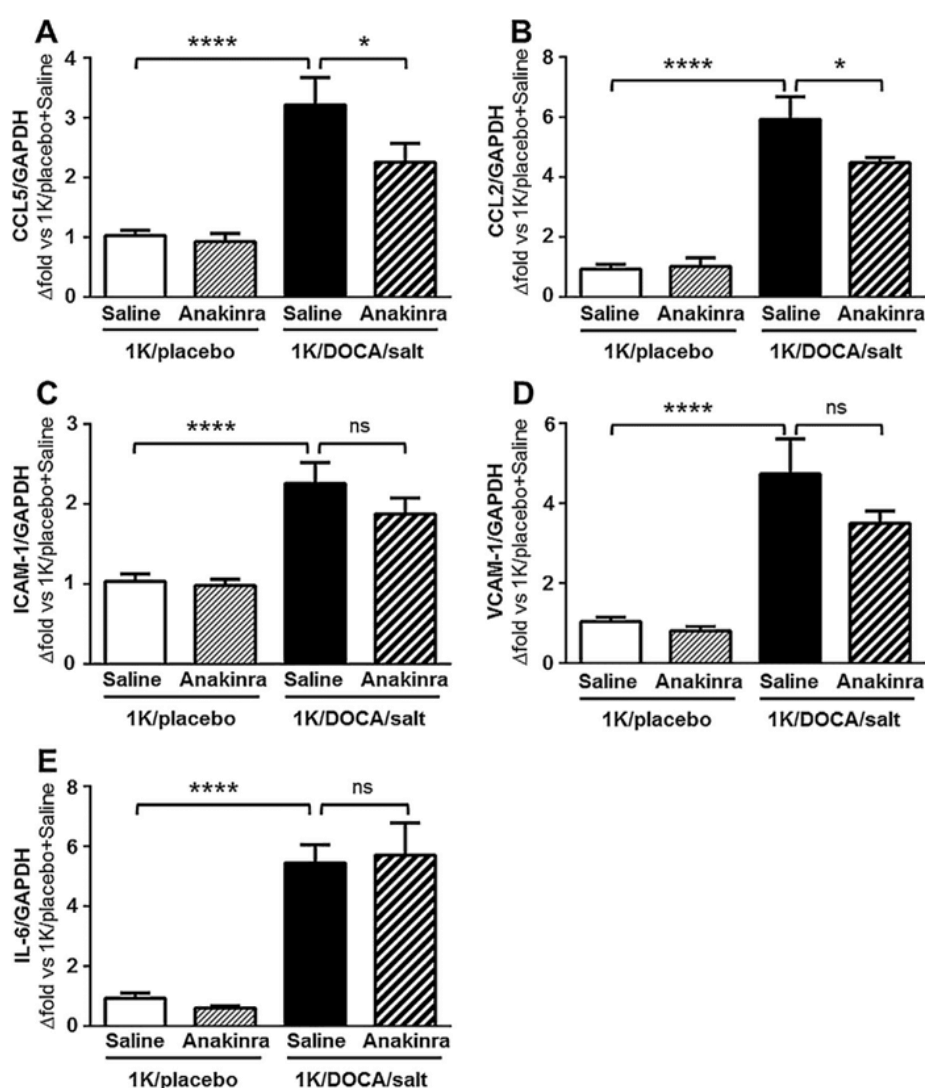 A
CCL5/GAPDH
Δfold vs 1K/placebo+Saline
4
3
2
1
0
****
*
Saline Anakinra Saline Anakinra
1K/placebo 1K/DOCA/salt
B
CCL2/GAPDH
Δfold vs 1K/placebo+Saline
8
6
4
2
0
****
*
Saline Anakinra Saline Anakinra
1K/placebo 1K/DOCA/salt
C
ICAM-1/GAPDH
Δfold vs 1K/placebo+Saline
3
2
1
0
****
ns
Saline Anakinra Saline Anakinra
1K/placebo 1K/DOCA/salt
D
VCAM-1/GAPDH
Δfold vs 1K/placebo+Saline
6
4
2
0
****
ns
Saline Anakinra Saline Anakinra
1K/placebo 1K/DOCA/salt
E
IL-6/GAPDH
Δfold vs 1K/placebo+Saline
8
6
4
2
0
****
ns
Saline Anakinra Saline Anakinra
1K/placebo 1K/DOCA/salt